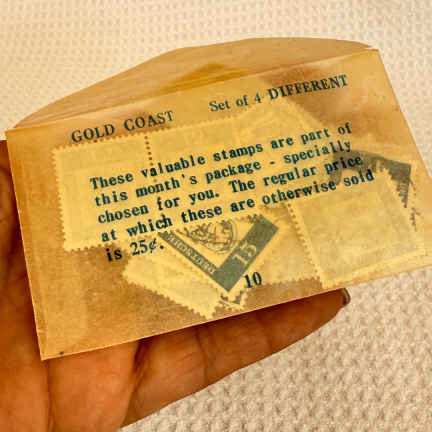 GOLD COAST Set of 4 DIFFERENT
These valuable stamps are part of
this month's package - specially
chosen for you. The regular price
at which these are otherwise sold
is 25¢.
15
10